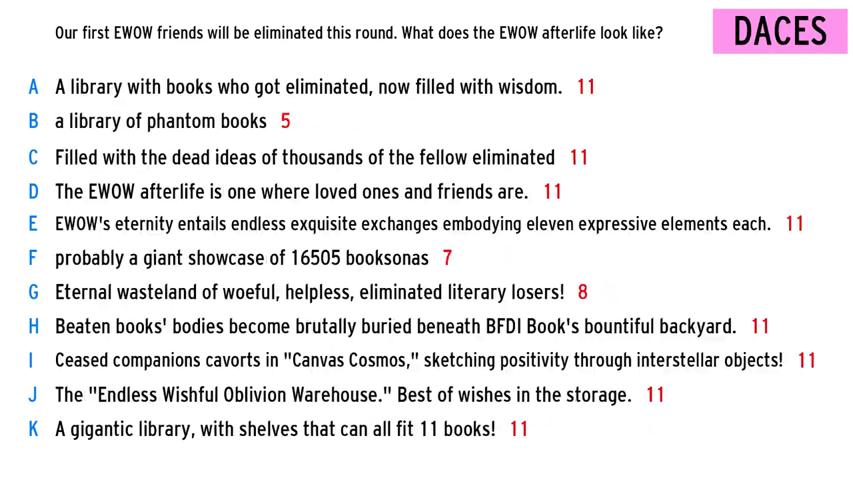 Our first EWOW friends will be eliminated this round. What does the EWOW afterlife look like?
DACES
A A library with books who got eliminated, now filled with wisdom. 11
B a library of phantom books 5
C Filled with the dead ideas of thousands of the fellow eliminated 11
D The EWOW afterlife is one where loved ones and friends are. 11
E EWOW's eternity entails endless exquisite exchanges embodying eleven expressive elements each. 11
F probably a giant showcase of 16505 booksonas 7
G Eternal wasteland of woeful, helpless, eliminated literary losers! 8
H Beaten books' bodies become brutally buried beneath BFDI Book's bountiful backyard. 11
I Ceased companions cavorts in "Canvas Cosmos," sketching positivity through interstellar objects! 11
J The "Endless Wishful Oblivion Warehouse." Best of wishes in the storage. 11
K A gigantic library, with shelves that can all fit 11 books! 11